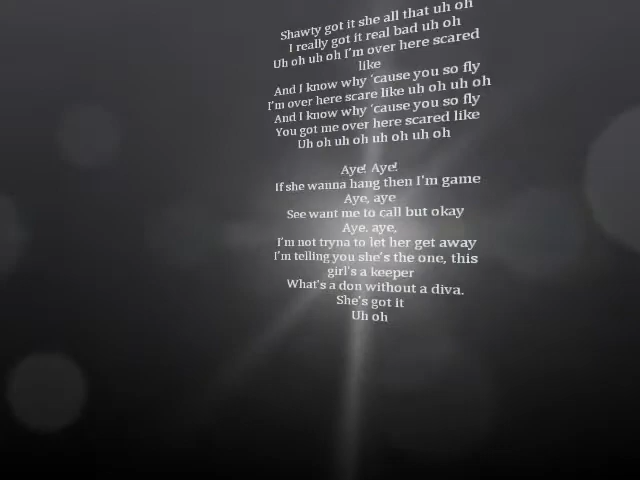 Shawty got it she all that uh oh
I really got it real bad uh oh
Uh oh uh oh I'm over here scared
like
And I know why 'cause you so fly
I'm over here scare like uh oh uh oh
And I know why 'cause you so fly
You got me over here scared like
Uh oh uh oh uh oh uh oh
Aye! Aye!
If she wanna hang then I'm game
Aye, aye
See want me to call but okay
Aye. aye,
I'm not tryna to let her get away
I'm telling you she's the one, this
girl's a keeper
What's a don without a diva.
She's got it
Uh oh